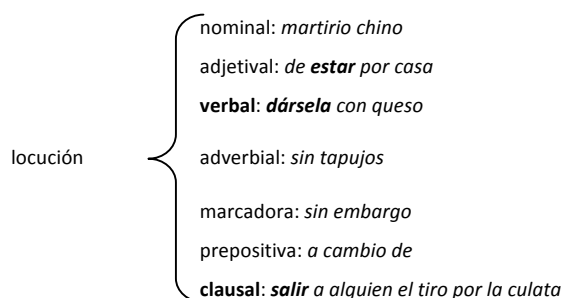 nominal: martirio chino
adjetival: de estar por casa
verbal: dársela con queso
locución
adverbial: sin tapujos
marcadora: sin embargo
prepositiva: a cambio de
clausal: salir a alguien el tiro por la culata